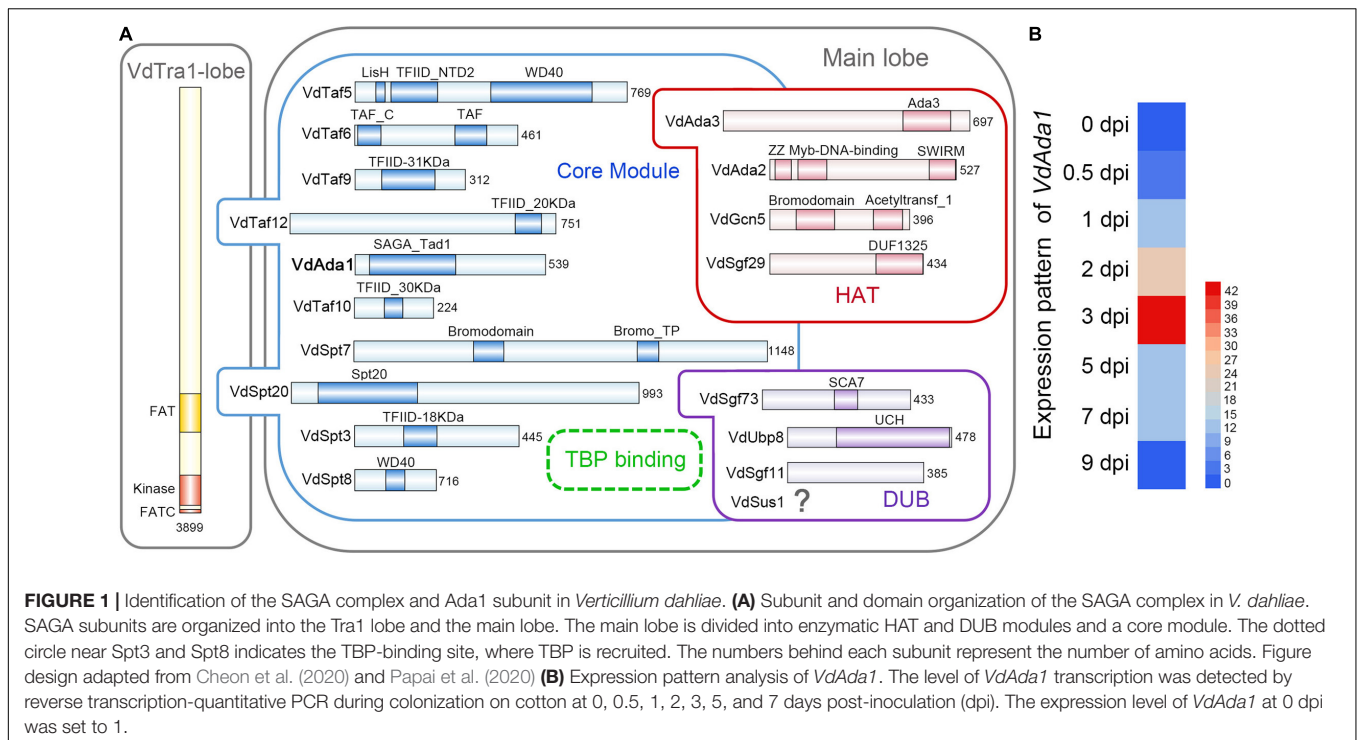 A
VdTra1-lobe
FAT
Kinase
FATC
3899
Main lobe
LisH TFIID_NTD2 WD40
VdTaf5 769
TAF_C TAF
VdTaf6 461
TFIID-31KDa
VdTaf9 312
Core Module
TFIID_20KDa
VdTaf12 751
SAGA_Tad1
VdAda1 539
TFIID_30KDa
VdTaf10 224
Bromodomain Bromo_TP
VdSpt7 1148
Spt20
VdSpt20 993
TFIID-18KDa
VdSpt3 445
WD40
VdSpt8 716
TBP binding
Ada3
VdAda3 697
ZZ Myb-DNA-binding SWIRM
VdAda2 527
Bromodomain Acetyltransf_1
VdGcn5 396
DUF1325
VdSgf29 434
HAT
SCA7
VdSgf73 433
UCH
VdUbp8 478
VdSgf11 385
VdSus1 ?
DUB
B
Expression pattern of VdAda1
0 dpi
0.5 dpi
1 dpi
2 dpi
3 dpi
5 dpi
7 dpi
9 dpi
42
39
36
33
30
27
24
21
18
15
12
9
6
3
0
FIGURE 1 | Identification of the SAGA complex and Ada1 subunit in Verticillium dahliae. (A) Subunit and domain organization of the SAGA complex in V. dahliae.
SAGA subunits are organized into the Tra1 lobe and the main lobe. The main lobe is divided into enzymatic HAT and DUB modules and a core module. The dotted
circle near Spt3 and Spt8 indicates the TBP-binding site, where TBP is recruited. The numbers behind each subunit represent the number of amino acids. Figure
design adapted from Cheon et al. (2020) and Papai et al. (2020) (B) Expression pattern analysis of VdAda1. The level of VdAda1 transcription was detected by
reverse transcription-quantitative PCR during colonization on cotton at 0, 0.5, 1, 2, 3, 5, and 7 days post-inoculation (dpi). The expression level of VdAda1 at 0 dpi
was set to 1.